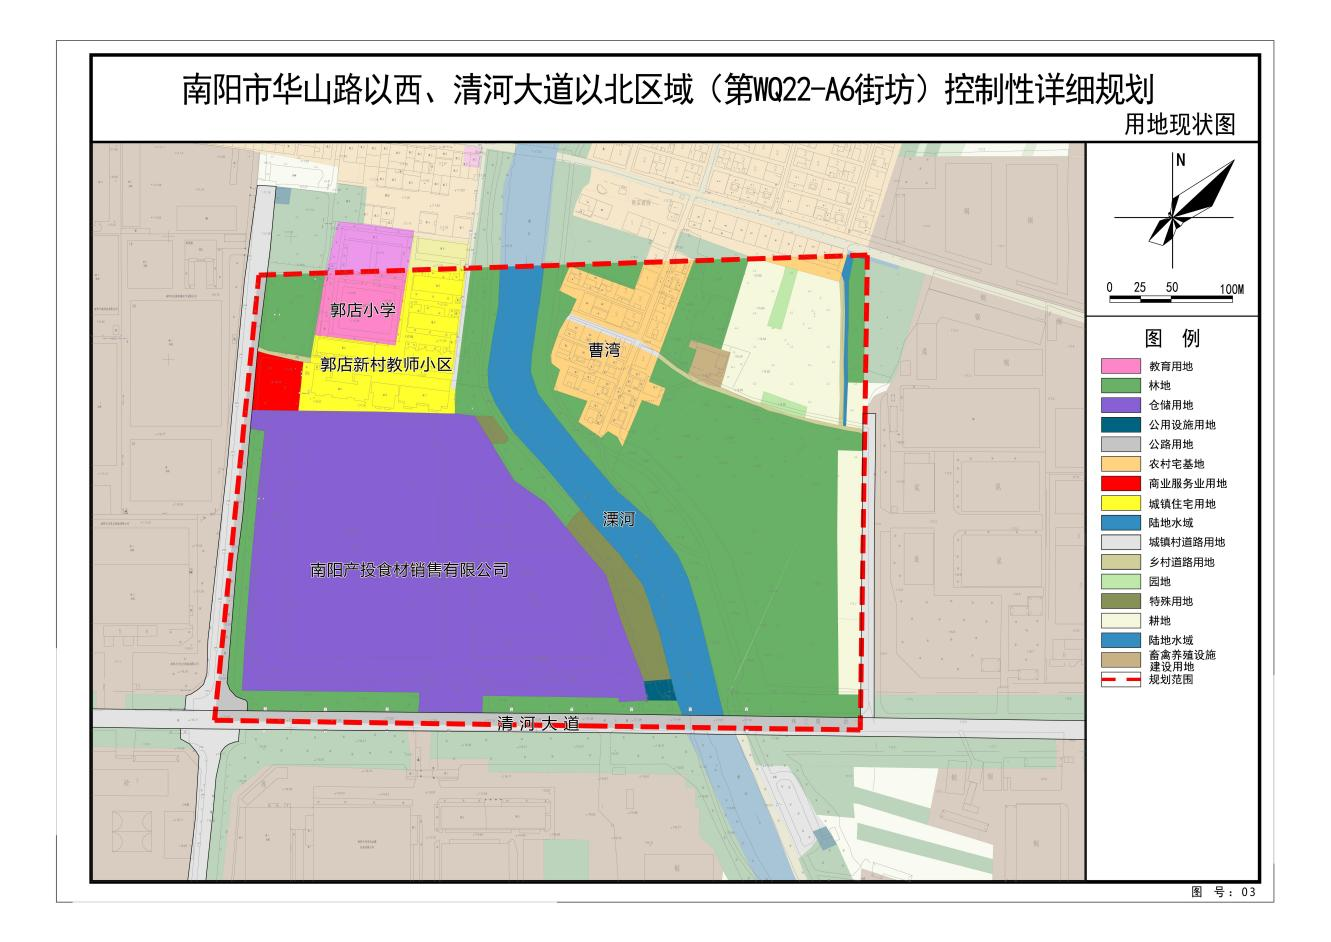 南阳市华山路以西、清河大道以北区域（第WQ22-A6街坊）控制性详细规划
用地现状图
N
0 25 50 100M
图 例
教育用地
林地
仓储用地
公用设施用地
公路用地
农村宅基地
商业服务业用地
城镇住宅用地
陆地水域
城镇村道路用地
乡村道路用地
园地
特殊用地
耕地
陆地水域
畜禽养殖设施
建设用地
规划范围
郭店小学
郭店新村教师小区
曹湾
溧河
南阳产投食材销售有限公司
清河大道
图 号：03